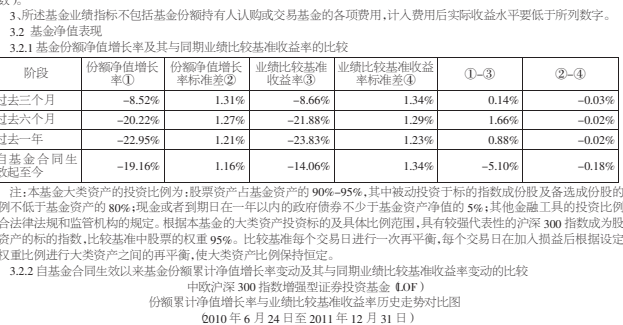 数)。
3、所述基金业绩指标不包括基金份额持有人认购或交易基金的各项费用,计入费用后实际收益水平要低于所列数字。
3.2 基金净值表现
3.2.1 基金份额净值增长率及其与同期业绩比较基准收益率的比较
阶段 份额净值增长率① 份额净值增长率标准差② 业绩比较基准收益率③ 业绩比较基准收益率标准差④ ①-③ ②-④
过去三个月 -8.52% 1.31% -8.66% 1.34% 0.14% -0.03%
过去六个月 -20.22% 1.27% -21.88% 1.29% 1.66% -0.02%
过去一年 -22.95% 1.21% -23.83% 1.23% 0.88% -0.02%
自基金合同生效起至今 -19.16% 1.16% -14.06% 1.34% -5.10% -0.18%
注:本基金大类资产的投资比例为:股票资产占基金资产的 90%-95%,其中被动投资于标的指数成份股及备选成份股的
例不低于基金资产的 80%;现金或者到期日在一年以内的政府债券不少于基金资产净值的 5%;其他金融工具的投资比例
合法律法规和监管机构的规定。根据本基金的大类资产投资标的及具体比例范围,具有较强代表性的沪深 300 指数成为股
资产的标的指数,比较基准中股票的权重 95%。比较基准每个交易日进行一次再平衡,每个交易日在加入损益后根据设定
权重比例进行大类资产之间的再平衡,使大类资产比例保持恒定。
3.2.2 自基金合同生效以来基金份额累计净值增长率变动及其与同期业绩比较基准收益率变动的比较
中欧沪深 300 指数增强型证券投资基金(LOF)
份额累计净值增长率与业绩比较基准收益率历史走势对比图
(2010 年 6 月 24 日至 2011 年 12 月 31 日)